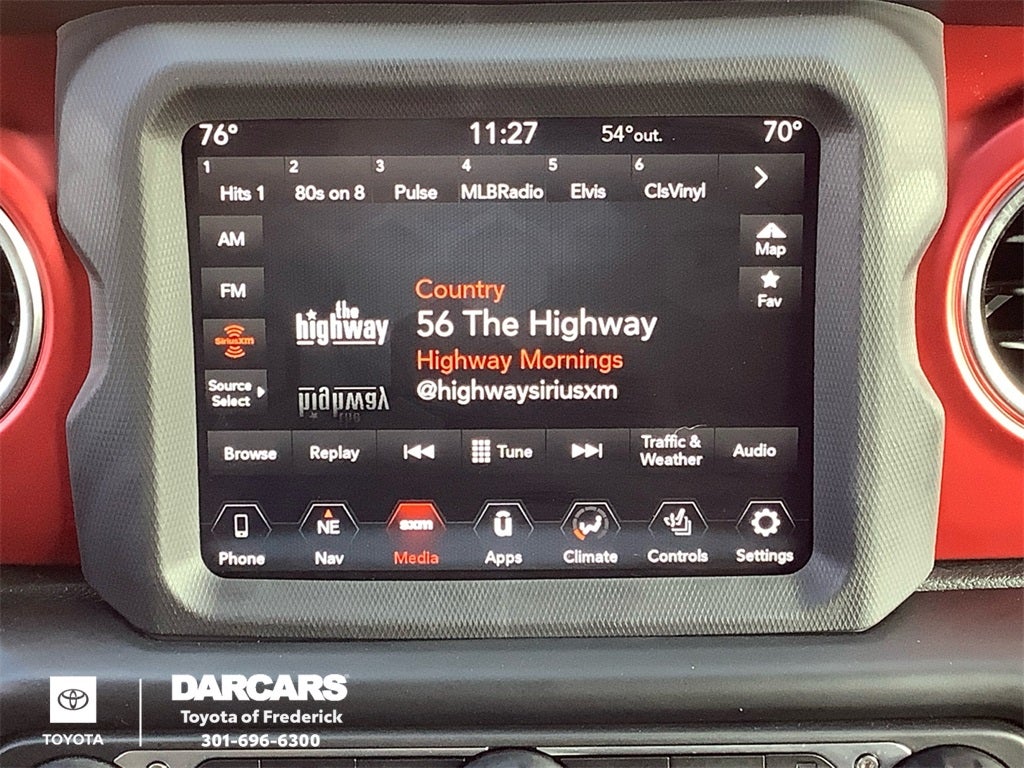 76° 11:27 54°out. 70°
1 2 3 4 5 6
Hits 1 80s on 8 Pulse MLBRadio Elvis ClsVinyl
AM
Map
FM
Fav
SiriusXM
Source
Select
the
highway
Country
56 The Highway
Highway Mornings
@highwaysiriusxm
Browse Replay Tune Traffic &
Weather Audio
NE sxm
Phone Nav Media Apps Climate Controls Settings
TOYOTA
DARCARS
Toyota of Frederick
301-696-6300